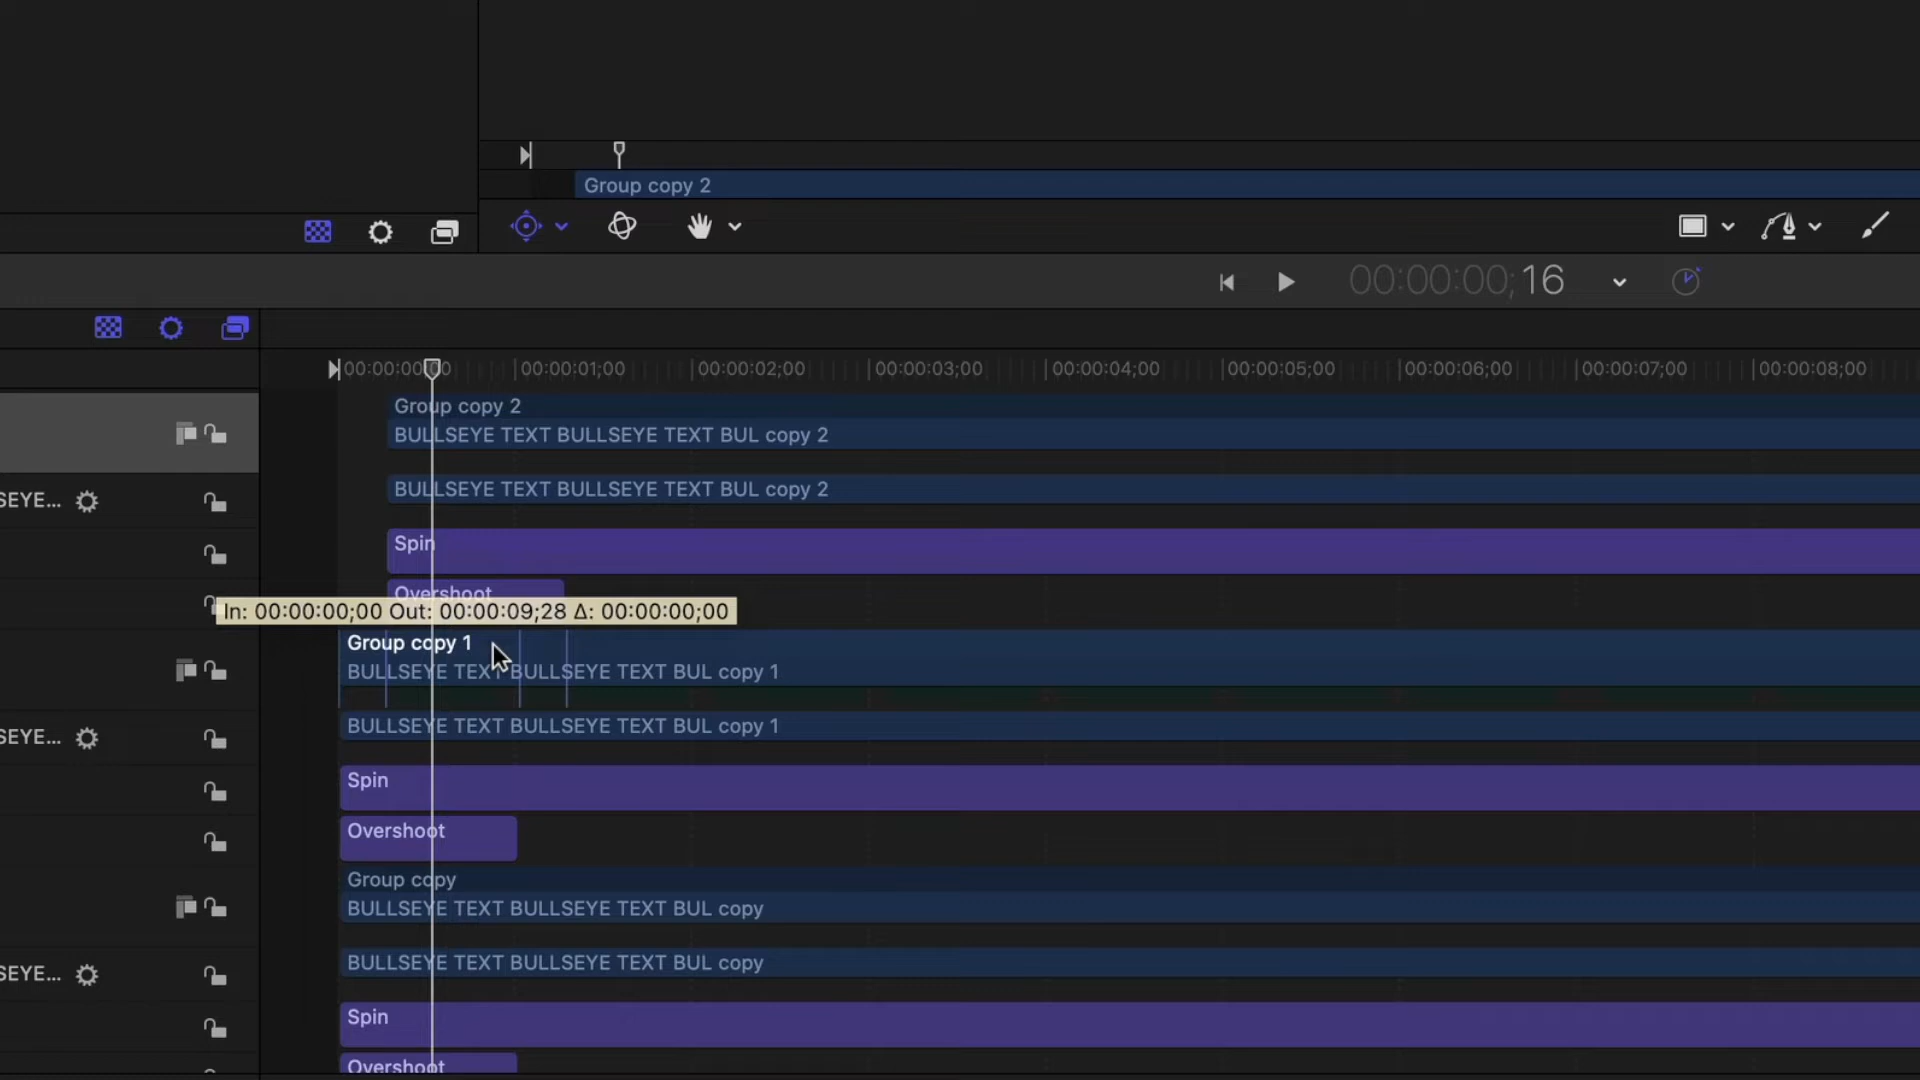 Group copy 2
00:00:00;16
00:00:00;00 00:00:01;00 00:00:02;00 00:00:03;00 00:00:04;00 00:00:05;00 00:00:06;00 00:00:07;00 00:00:08;00
Group copy 2
BULLSEYE TEXT BULLSEYE TEXT BUL copy 2
SEYE... BULLSEYE TEXT BULLSEYE TEXT BUL copy 2
Spin
Overshoot
In: 00:00:00;00 Out: 00:00:09;28 Δ: 00:00:00;00
Group copy 1
BULLSEYE TEXT BULLSEYE TEXT BUL copy 1
SEYE... BULLSEYE TEXT BULLSEYE TEXT BUL copy 1
Spin
Overshoot
Group copy
BULLSEYE TEXT BULLSEYE TEXT BUL copy
SEYE... BULLSEYE TEXT BULLSEYE TEXT BUL copy
Spin
Overshoot